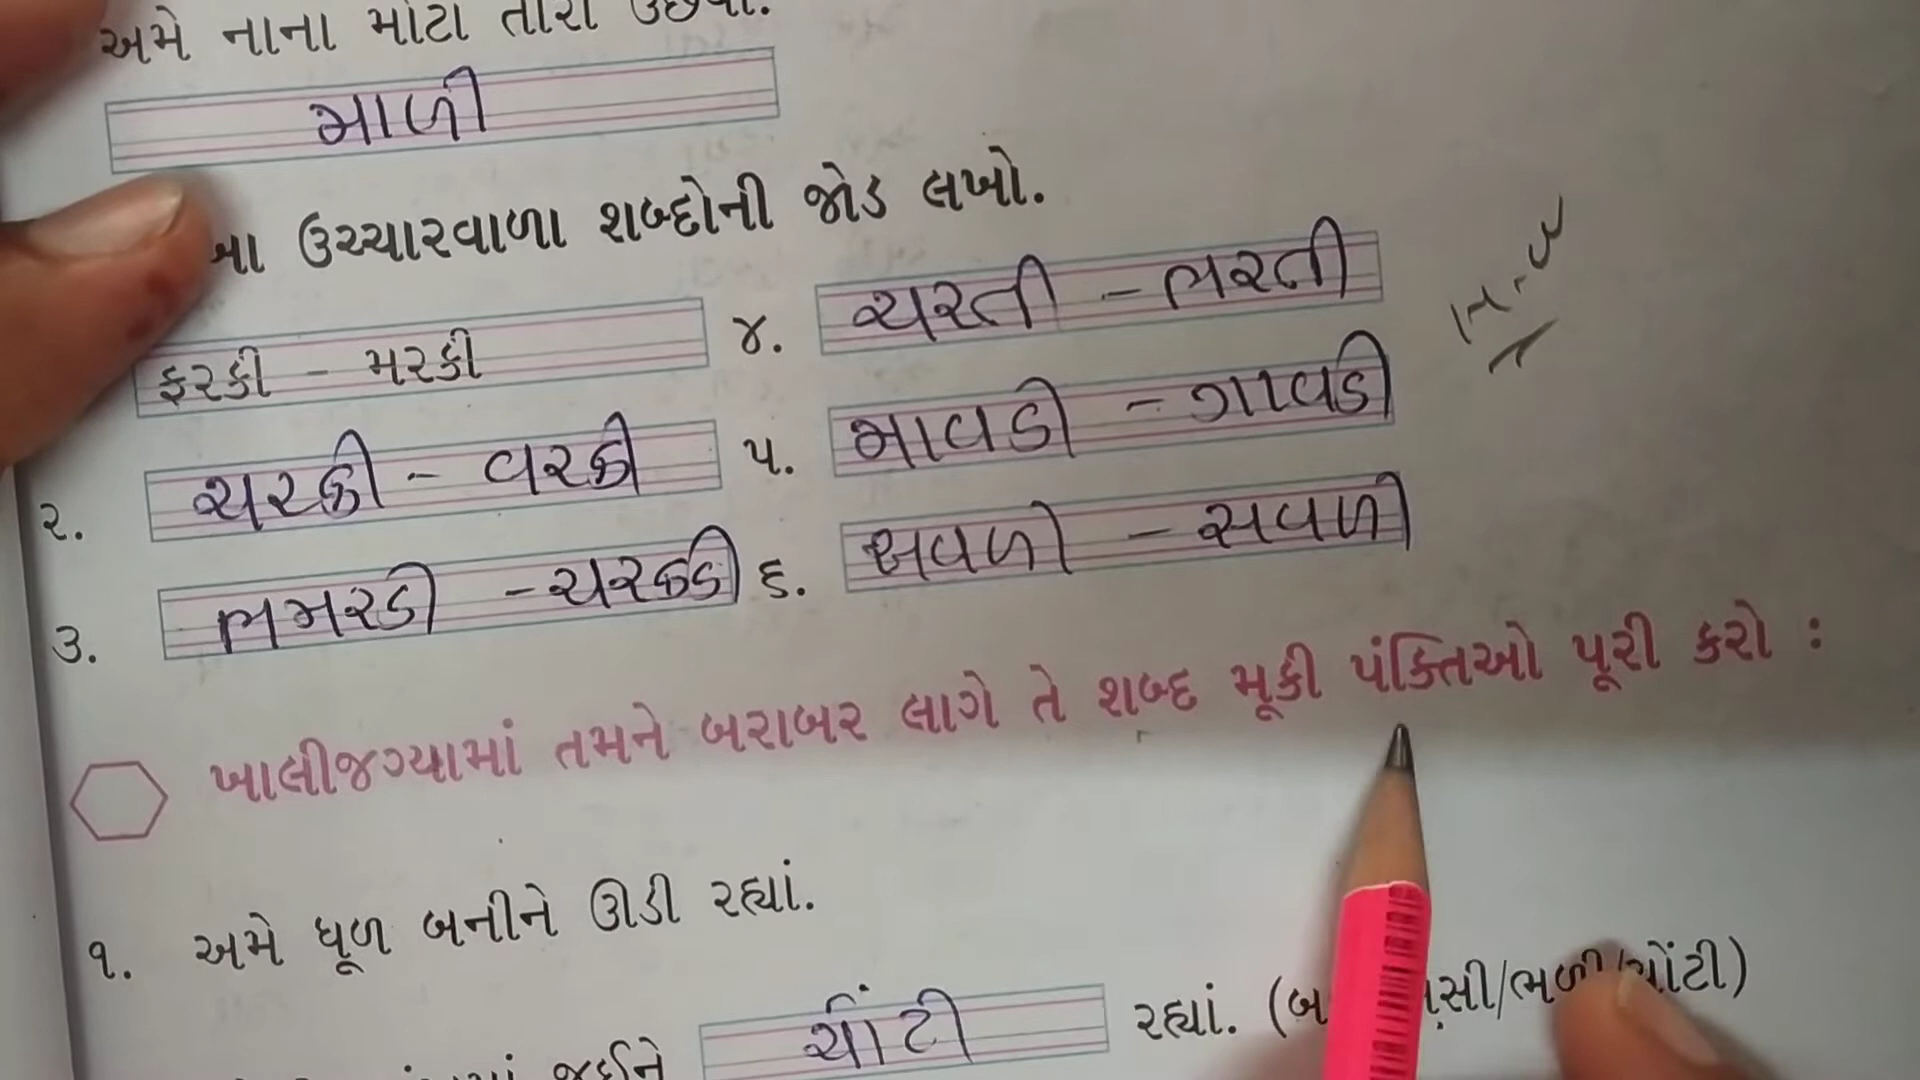 અમે નાના મોટા તારા
માળી
ઉચ્ચારવાળા શબ્દોની જોડ લખો.
ફરકી - મરકી
૪. ચરતી - ભરતી
૨. ચરકી - વરકી
૫. માવડી - ગાવડી
૩. ભમરડી - ચરકડી
૬. અવળી - સવળી
ખાલીજગ્યામાં તમને બરાબર લાગે તે શબ્દ મૂકી પંક્તિઓ પૂરી કરો :
૧. અમે ધૂળ બનીને ઊડી રહ્યાં.
જઈને ચોંટી રહ્યાં.